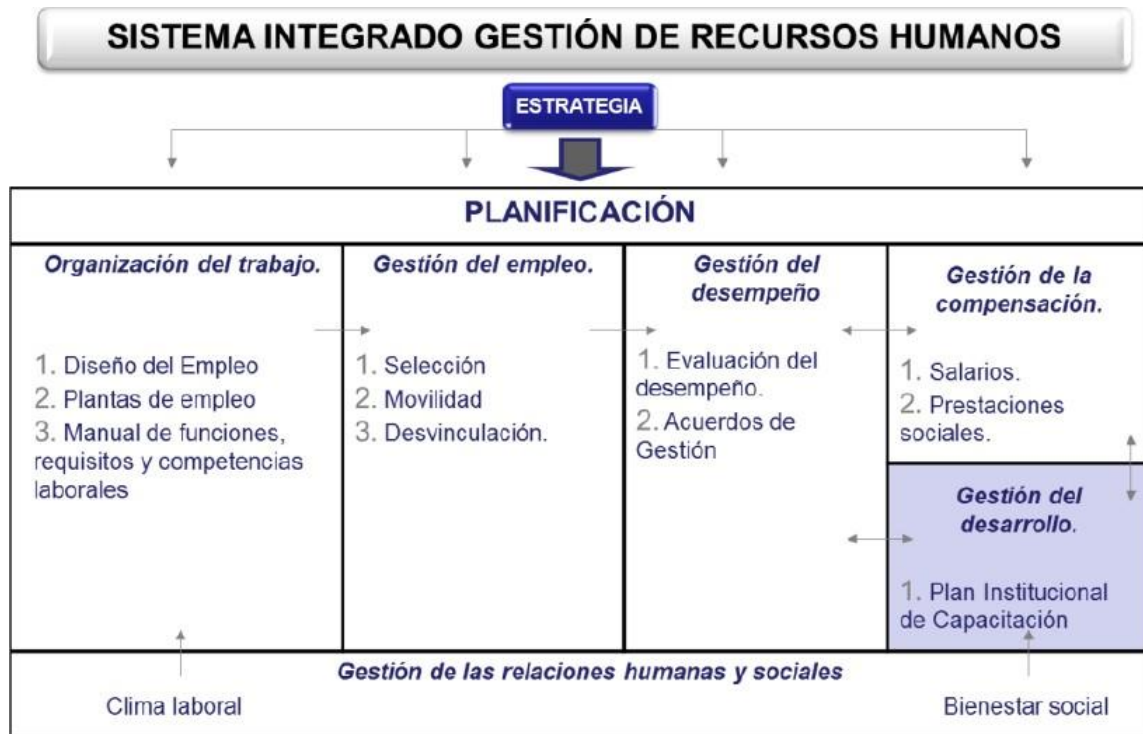 SISTEMA INTEGRADO GESTIÓN DE RECURSOS HUMANOS
ESTRATEGIA
PLANIFICACIÓN
Organización del trabajo.
1. Diseño del Empleo
2. Plantas de empleo
3. Manual de funciones,
requisitos y competencias
laborales
Gestión del empleo.
1. Selección
2. Movilidad
3. Desvinculación.
Gestión del
desempeño
1. Evaluación del
desempeño.
2. Acuerdos de
Gestión
Gestión de la
compensación.
1. Salarios.
2. Prestaciones
sociales.
Gestión del
desarrollo.
1. Plan Institucional
de Capacitación
Gestión de las relaciones humanas y sociales
Clima laboral
Bienestar social